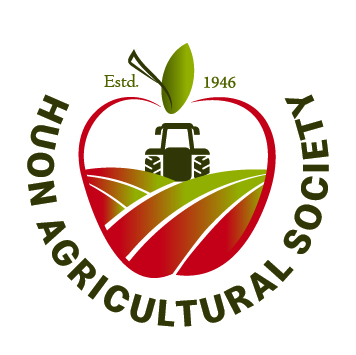 Estd. 1946
HUON AGRICULTURAL SOCIETY